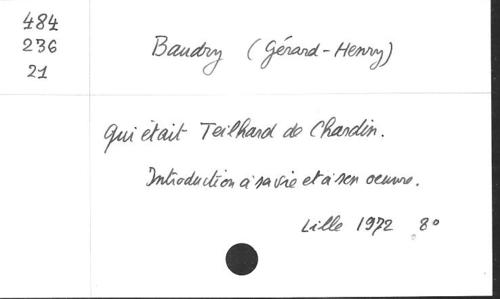 484
236
21
Baudry (Gérard-Henry)
Qui était Teilhard de Chardin.
Introduction à sa vie et à son oeuvre.
Lille 1972 8°